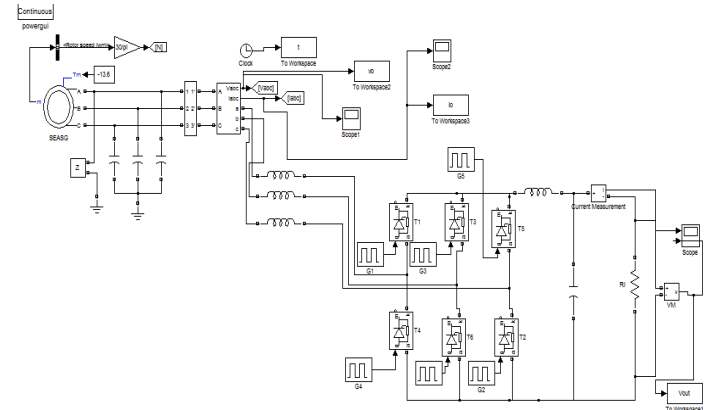 Continuous
powergui
<Rotor speed (wm)>
30/pi
[N]
Clock
t
To Workspace
vo
To Workspace2
Scope2
Io
To Workspace3
Scope1
Tm
-13.6
m
A
B
C
SEASG
1 1'
2 2'
3 3'
A
B
C
Vabc
Iabc
a
b
c
[Vabc]
[Iabc]
Z
G5
T1
T3
T5
G1
G3
Current Measurement
Scope
Rl
VM
T4
T6
T2
G4
G2
Vout
To Workspace1